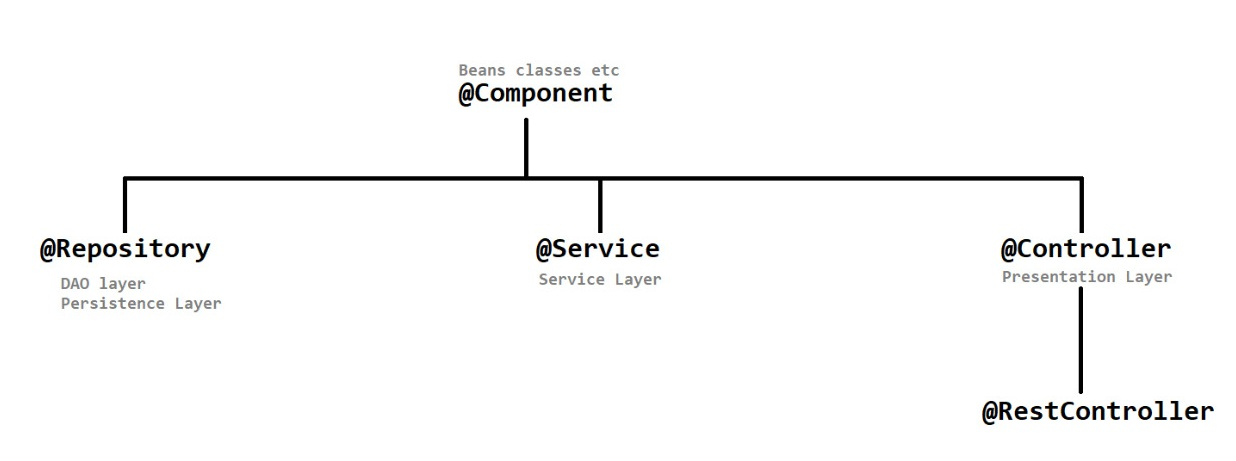 Beans classes etc
@Component
@Repository
DAO layer
Persistence Layer
@Service
Service Layer
@Controller
Presentation Layer
@RestController